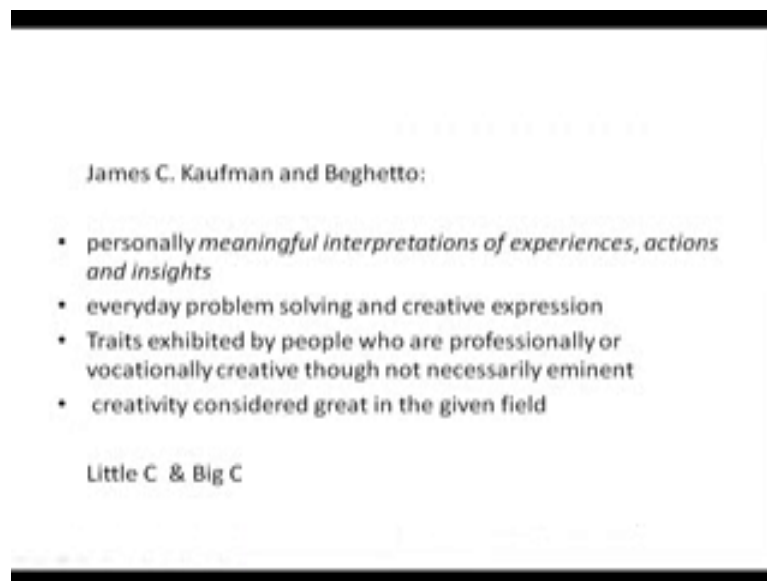 James C. Kaufman and Beghetto:
• personally meaningful interpretations of experiences, actions
and insights
• everyday problem solving and creative expression
• Traits exhibited by people who are professionally or
vocationally creative though not necessarily eminent
• creativity considered great in the given field
Little C & Big C